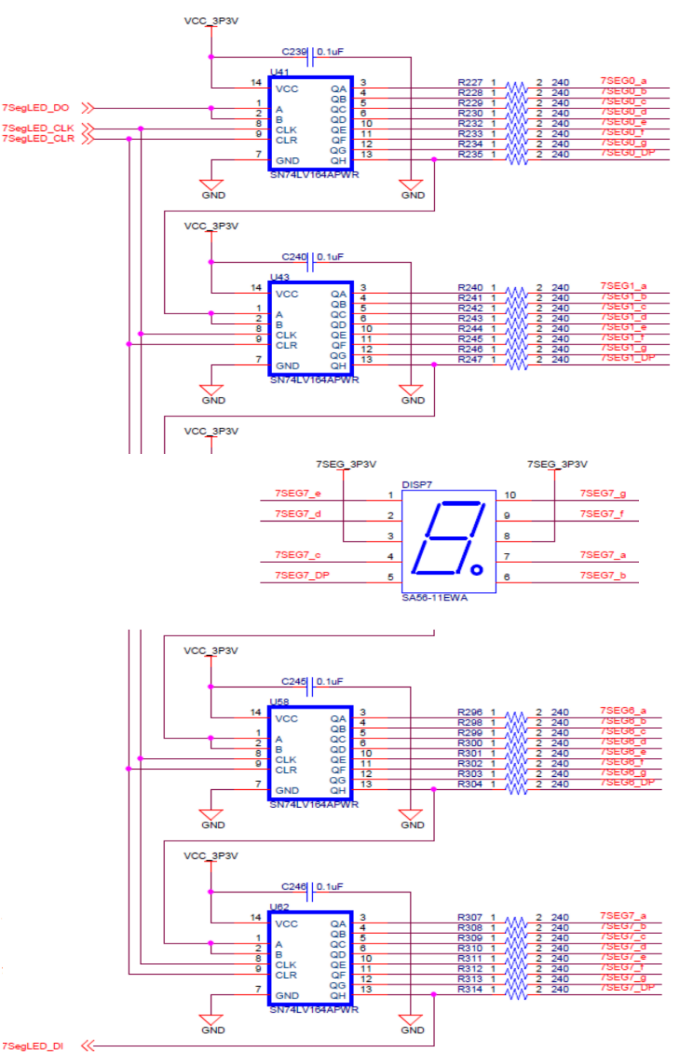 VCC_3P3V
C239 0.1uF
U41
14 VCC QA 3 R227 1 2 240 7SEG0_a
QB 4 R228 1 2 240 7SEG0_b
7SegLED_DO 1 A QC 5 R229 1 2 240 7SEG0_c
2 B QD 6 R230 1 2 240 7SEG0_d
7SegLED_CLK 8 CLK QE 10 R232 1 2 240 7SEG0_e
7SegLED_CLR 9 CLR QF 11 R233 1 2 240 7SEG0_f
QG 12 R234 1 2 240 7SEG0_g
7 GND QH 13 R235 1 2 240 7SEG0_DP
SN74LV164APWR
GND GND
VCC_3P3V
C240 0.1uF
U43
14 VCC QA 3 R240 1 2 240 7SEG1_a
QB 4 R241 1 2 240 7SEG1_b
1 A QC 5 R242 1 2 240 7SEG1_c
2 B QD 6 R243 1 2 240 7SEG1_d
8 CLK QE 10 R244 1 2 240 7SEG1_e
9 CLR QF 11 R245 1 2 240 7SEG1_f
QG 12 R246 1 2 240 7SEG1_g
7 GND QH 13 R247 1 2 240 7SEG1_DP
SN74LV164APWR
GND GND
VCC_3P3V
7SEG_3P3V 7SEG_3P3V
DISP7
7SEG7_e 1 10 7SEG7_g
7SEG7_d 2 9 7SEG7_f
3 8
7SEG7_c 4 7 7SEG7_a
7SEG7_DP 5 6 7SEG7_b
SA56-11EWA
VCC_3P3V
C245 0.1uF
U58
14 VCC QA 3 R296 1 2 240 7SEG6_a
QB 4 R298 1 2 240 7SEG6_b
1 A QC 5 R299 1 2 240 7SEG6_c
2 B QD 6 R300 1 2 240 7SEG6_d
8 CLK QE 10 R301 1 2 240 7SEG6_e
9 CLR QF 11 R302 1 2 240 7SEG6_f
QG 12 R303 1 2 240 7SEG6_g
7 GND QH 13 R304 1 2 240 7SEG6_DP
SN74LV164APWR
GND GND
VCC_3P3V
C246 0.1uF
U62
14 VCC QA 3 R307 1 2 240 7SEG7_a
QB 4 R308 1 2 240 7SEG7_b
1 A QC 5 R309 1 2 240 7SEG7_c
2 B QD 6 R310 1 2 240 7SEG7_d
8 CLK QE 10 R311 1 2 240 7SEG7_e
9 CLR QF 11 R312 1 2 240 7SEG7_f
QG 12 R313 1 2 240 7SEG7_g
7 GND QH 13 R314 1 2 240 7SEG7_DP
SN74LV164APWR
GND GND
7SegLED_DI